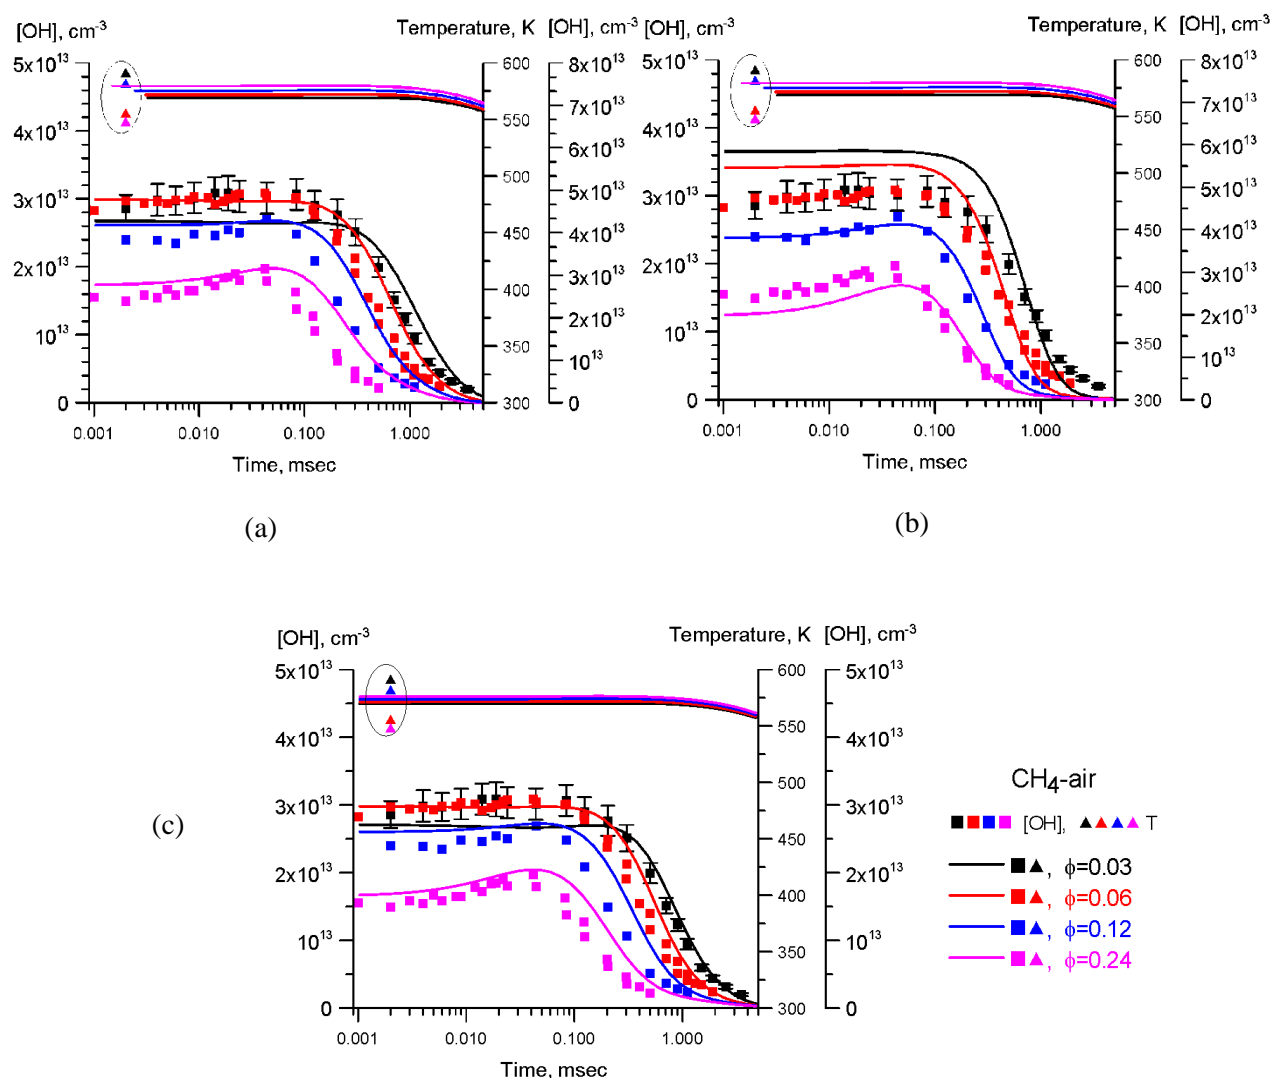 [OH], cm-3
Temperature, K [OH], cm-3
5x10^13
4x10^13
3x10^13
2x10^13
10^13
0
600
550
500
450
400
350
300
8x10^13
7x10^13
6x10^13
5x10^13
4x10^13
3x10^13
2x10^13
10^13
0
0.001 0.010 0.100 1.000
Time, msec
(a)
[OH], cm-3
Temperature, K [OH], cm-3
5x10^13
4x10^13
3x10^13
2x10^13
10^13
0
600
550
500
450
400
350
300
8x10^13
7x10^13
6x10^13
5x10^13
4x10^13
3x10^13
2x10^13
10^13
0
0.001 0.010 0.100 1.000
Time, msec
(b)
[OH], cm-3
Temperature, K [OH], cm-3
5x10^13
4x10^13
3x10^13
2x10^13
10^13
0
600
550
500
450
400
350
300
5x10^13
4x10^13
3x10^13
2x10^13
10^13
0
0.001 0.010 0.100 1.000
Time, msec
(c)
CH4-air
[OH], T
, ϕ=0.03
, ϕ=0.06
, ϕ=0.12
, ϕ=0.24